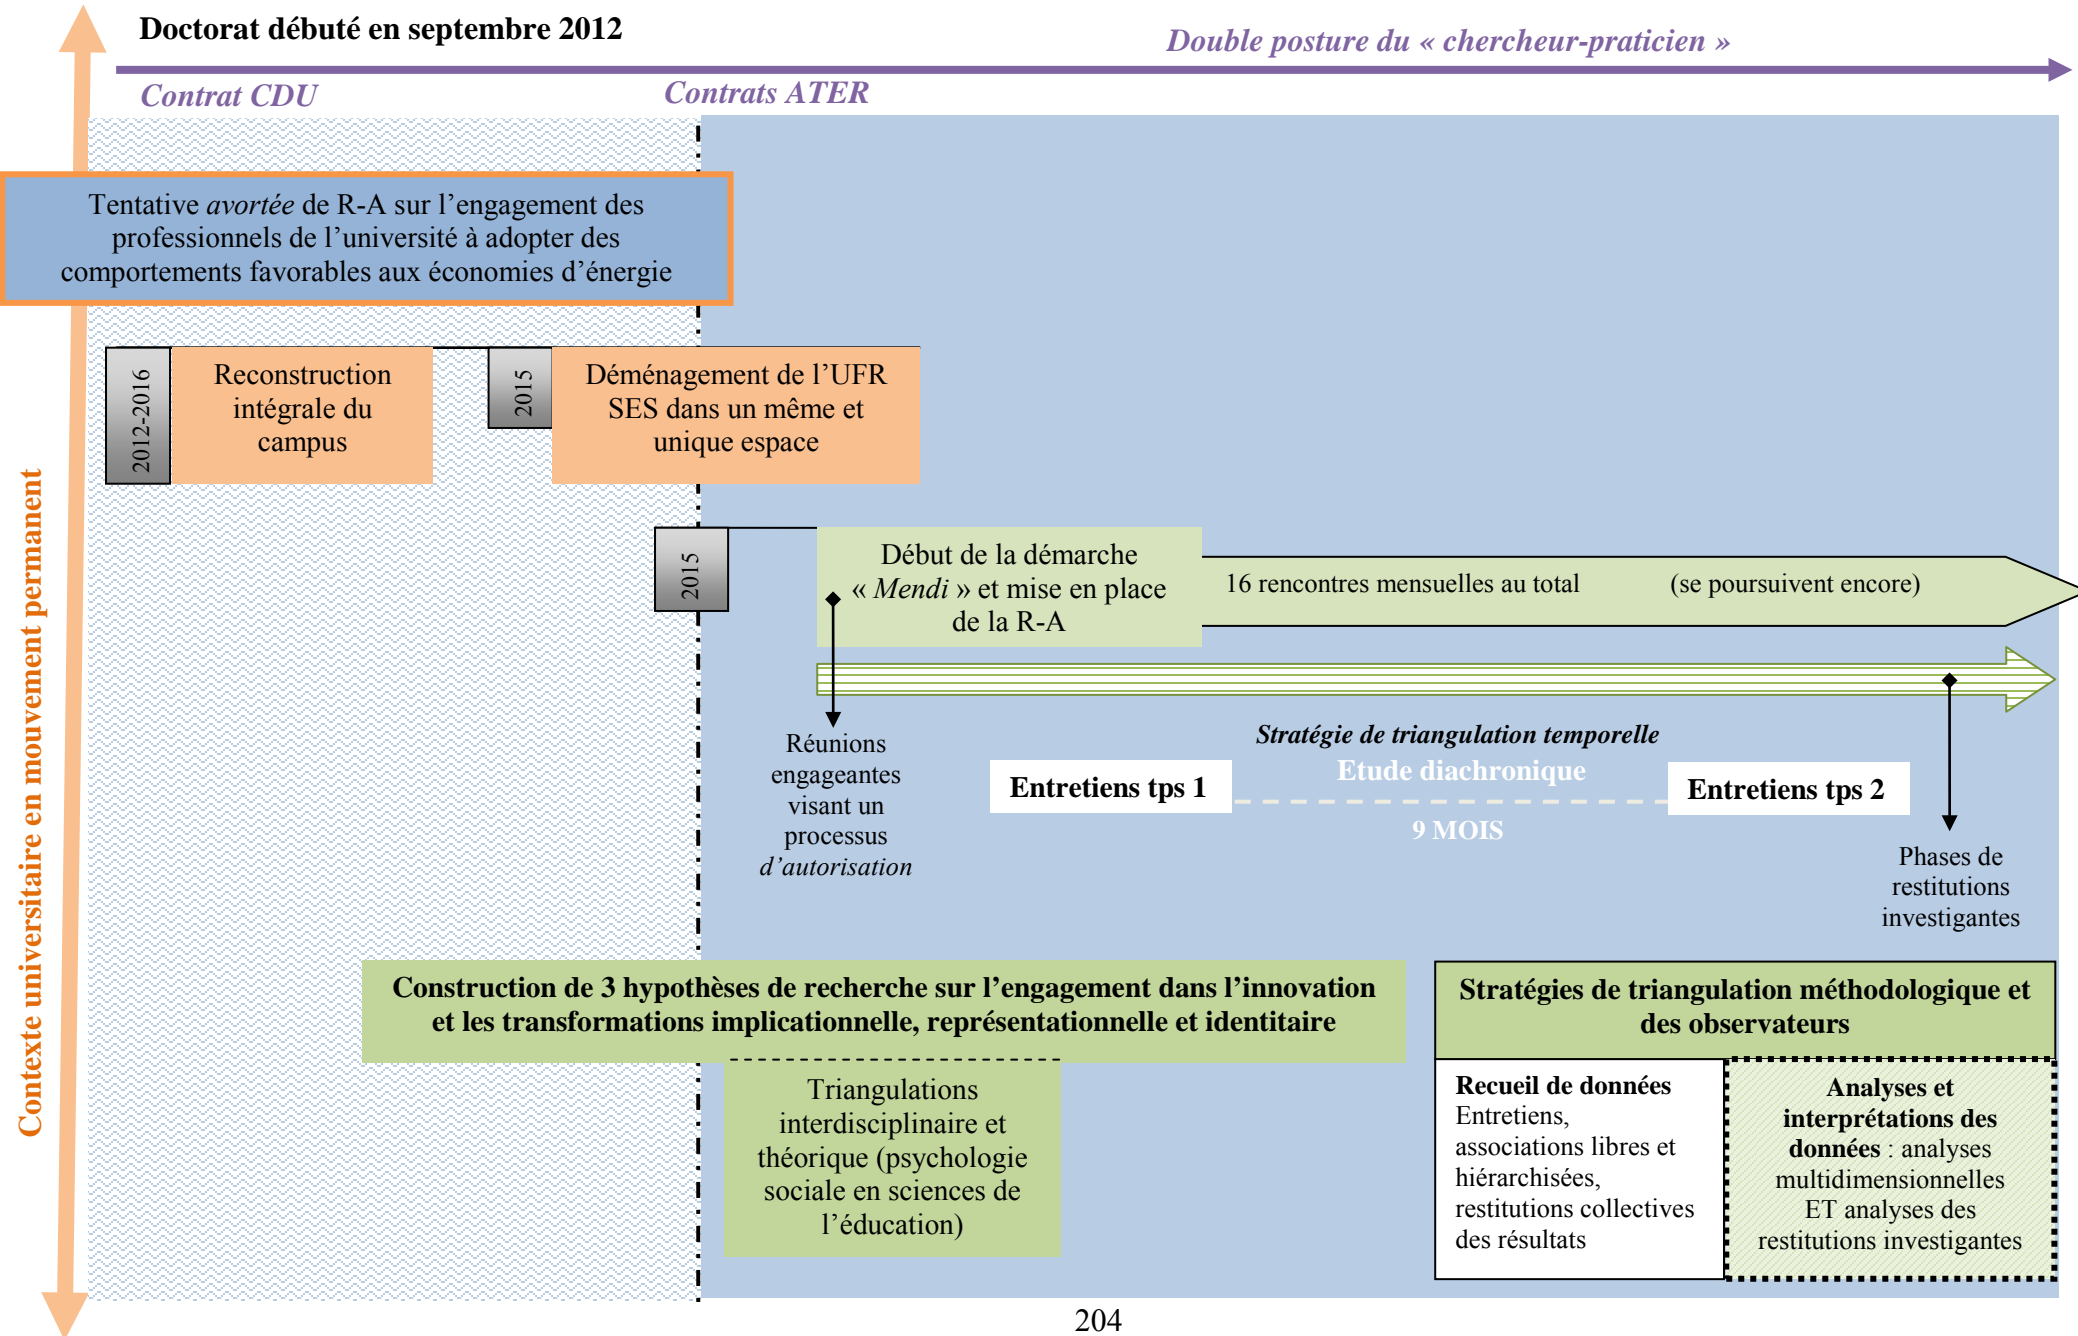 Doctorat débuté en septembre 2012
Double posture du « chercheur-praticien »
Contrat CDU
Contrats ATER
Contexte universitaire en mouvement permanent
Tentative avortée de R-A sur l’engagement des
professionnels de l’université à adopter des
comportements favorables aux économies d’énergie
2012-2016
Reconstruction
intégrale du
campus
2015
Déménagement de l’UFR
SES dans un même et
unique espace
2015
Début de la démarche
« Mendi » et mise en place
de la R-A
16 rencontres mensuelles au total
(se poursuivent encore)
Réunions
engageantes
visant un
processus
d’autorisation
Stratégie de triangulation temporelle
Entretiens tps 1
Etude diachronique
9 MOIS
Entretiens tps 2
Phases de
restitutions
investigantes
Construction de 3 hypothèses de recherche sur l’engagement dans l’innovation
et les transformations implicationnelle, représentationnelle et identitaire
Triangulations
interdisciplinaire et
théorique (psychologie
sociale en sciences de
l’éducation)
Stratégies de triangulation méthodologique et
des observateurs
Recueil de données
Entretiens,
associations libres et
hiérarchisées,
restitutions collectives
des résultats
Analyses et
interprétations des
données : analyses
multidimensionnelles
ET analyses des
restitutions investigantes
204